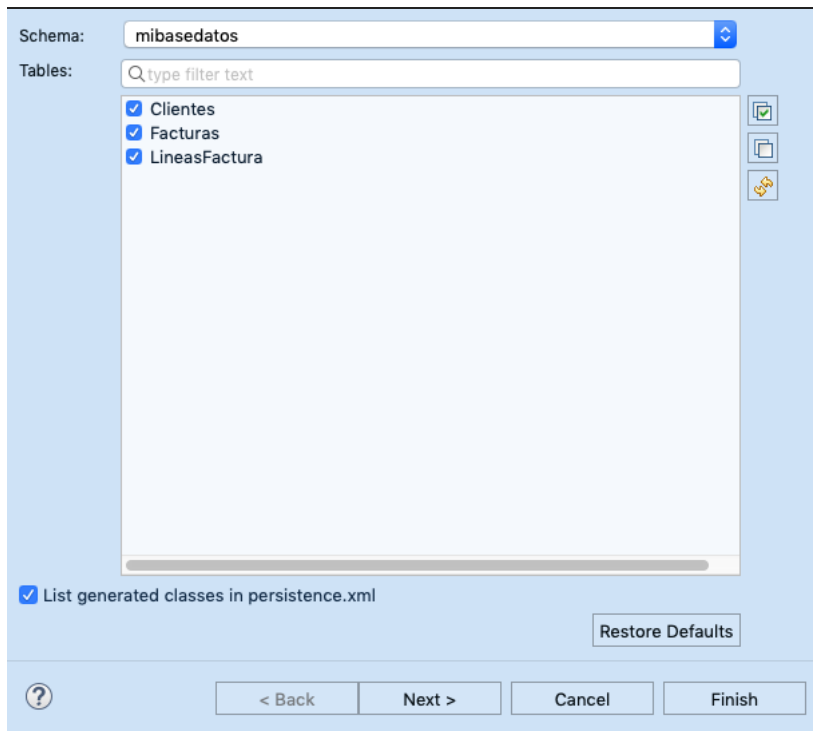 Schema: mibasedatos
Tables: type filter text
Clientes
Facturas
LineasFactura
List generated classes in persistence.xml
Restore Defaults
? < Back Next > Cancel Finish